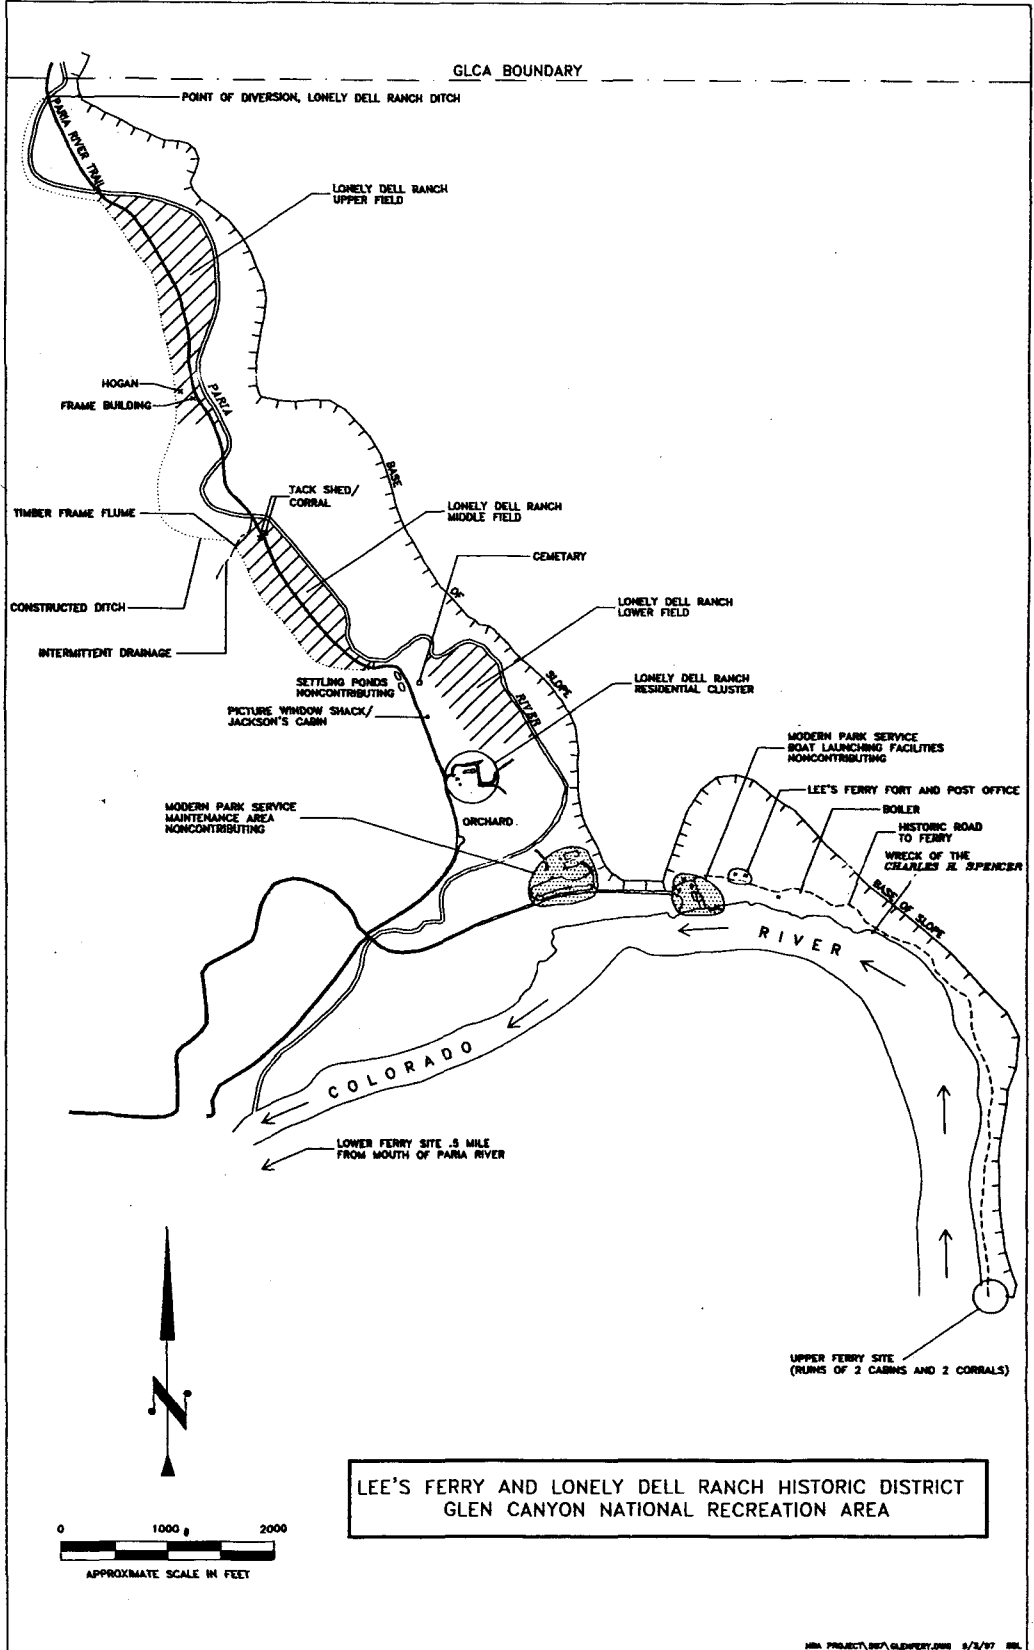 GLCA BOUNDARY
POINT OF DIVERSION, LONELY DELL RANCH DITCH
PARIA RIVER TRAIL
LONELY DELL RANCH
UPPER FIELD
HOGAN
FRAME BUILDING
PARIA
BASE
JACK SHED/
CORRAL
LONELY DELL RANCH
MIDDLE FIELD
TIMBER FRAME FLUME
CEMETARY
OF
CONSTRUCTED DITCH
LONELY DELL RANCH
LOWER FIELD
INTERMITTENT DRAINAGE
SLOPE
SETTLING PONDS
NONCONTRIBUTING
LONELY DELL RANCH
RESIDENTIAL CLUSTER
RIVER
PICTURE WINDOW SHACK/
JACKSON'S CABIN
MODERN PARK SERVICE
BOAT LAUNCHING FACILITIES
NONCONTRIBUTING
LEE'S FERRY FORT AND POST OFFICE
MODERN PARK SERVICE
MAINTENANCE AREA
NONCONTRIBUTING
ORCHARD
BOILER
HISTORIC ROAD
TO FERRY
WRECK OF THE
CHARLES H. SPENCER
BASE OF SLOPE
RIVER
COLORADO
LOWER FERRY SITE .5 MILE
FROM MOUTH OF PARIA RIVER
UPPER FERRY SITE
(RUINS OF 2 CABINS AND 2 CORRALS)
N
LEE'S FERRY AND LONELY DELL RANCH HISTORIC DISTRICT
GLEN CANYON NATIONAL RECREATION AREA
0 1000 2000
APPROXIMATE SCALE IN FEET